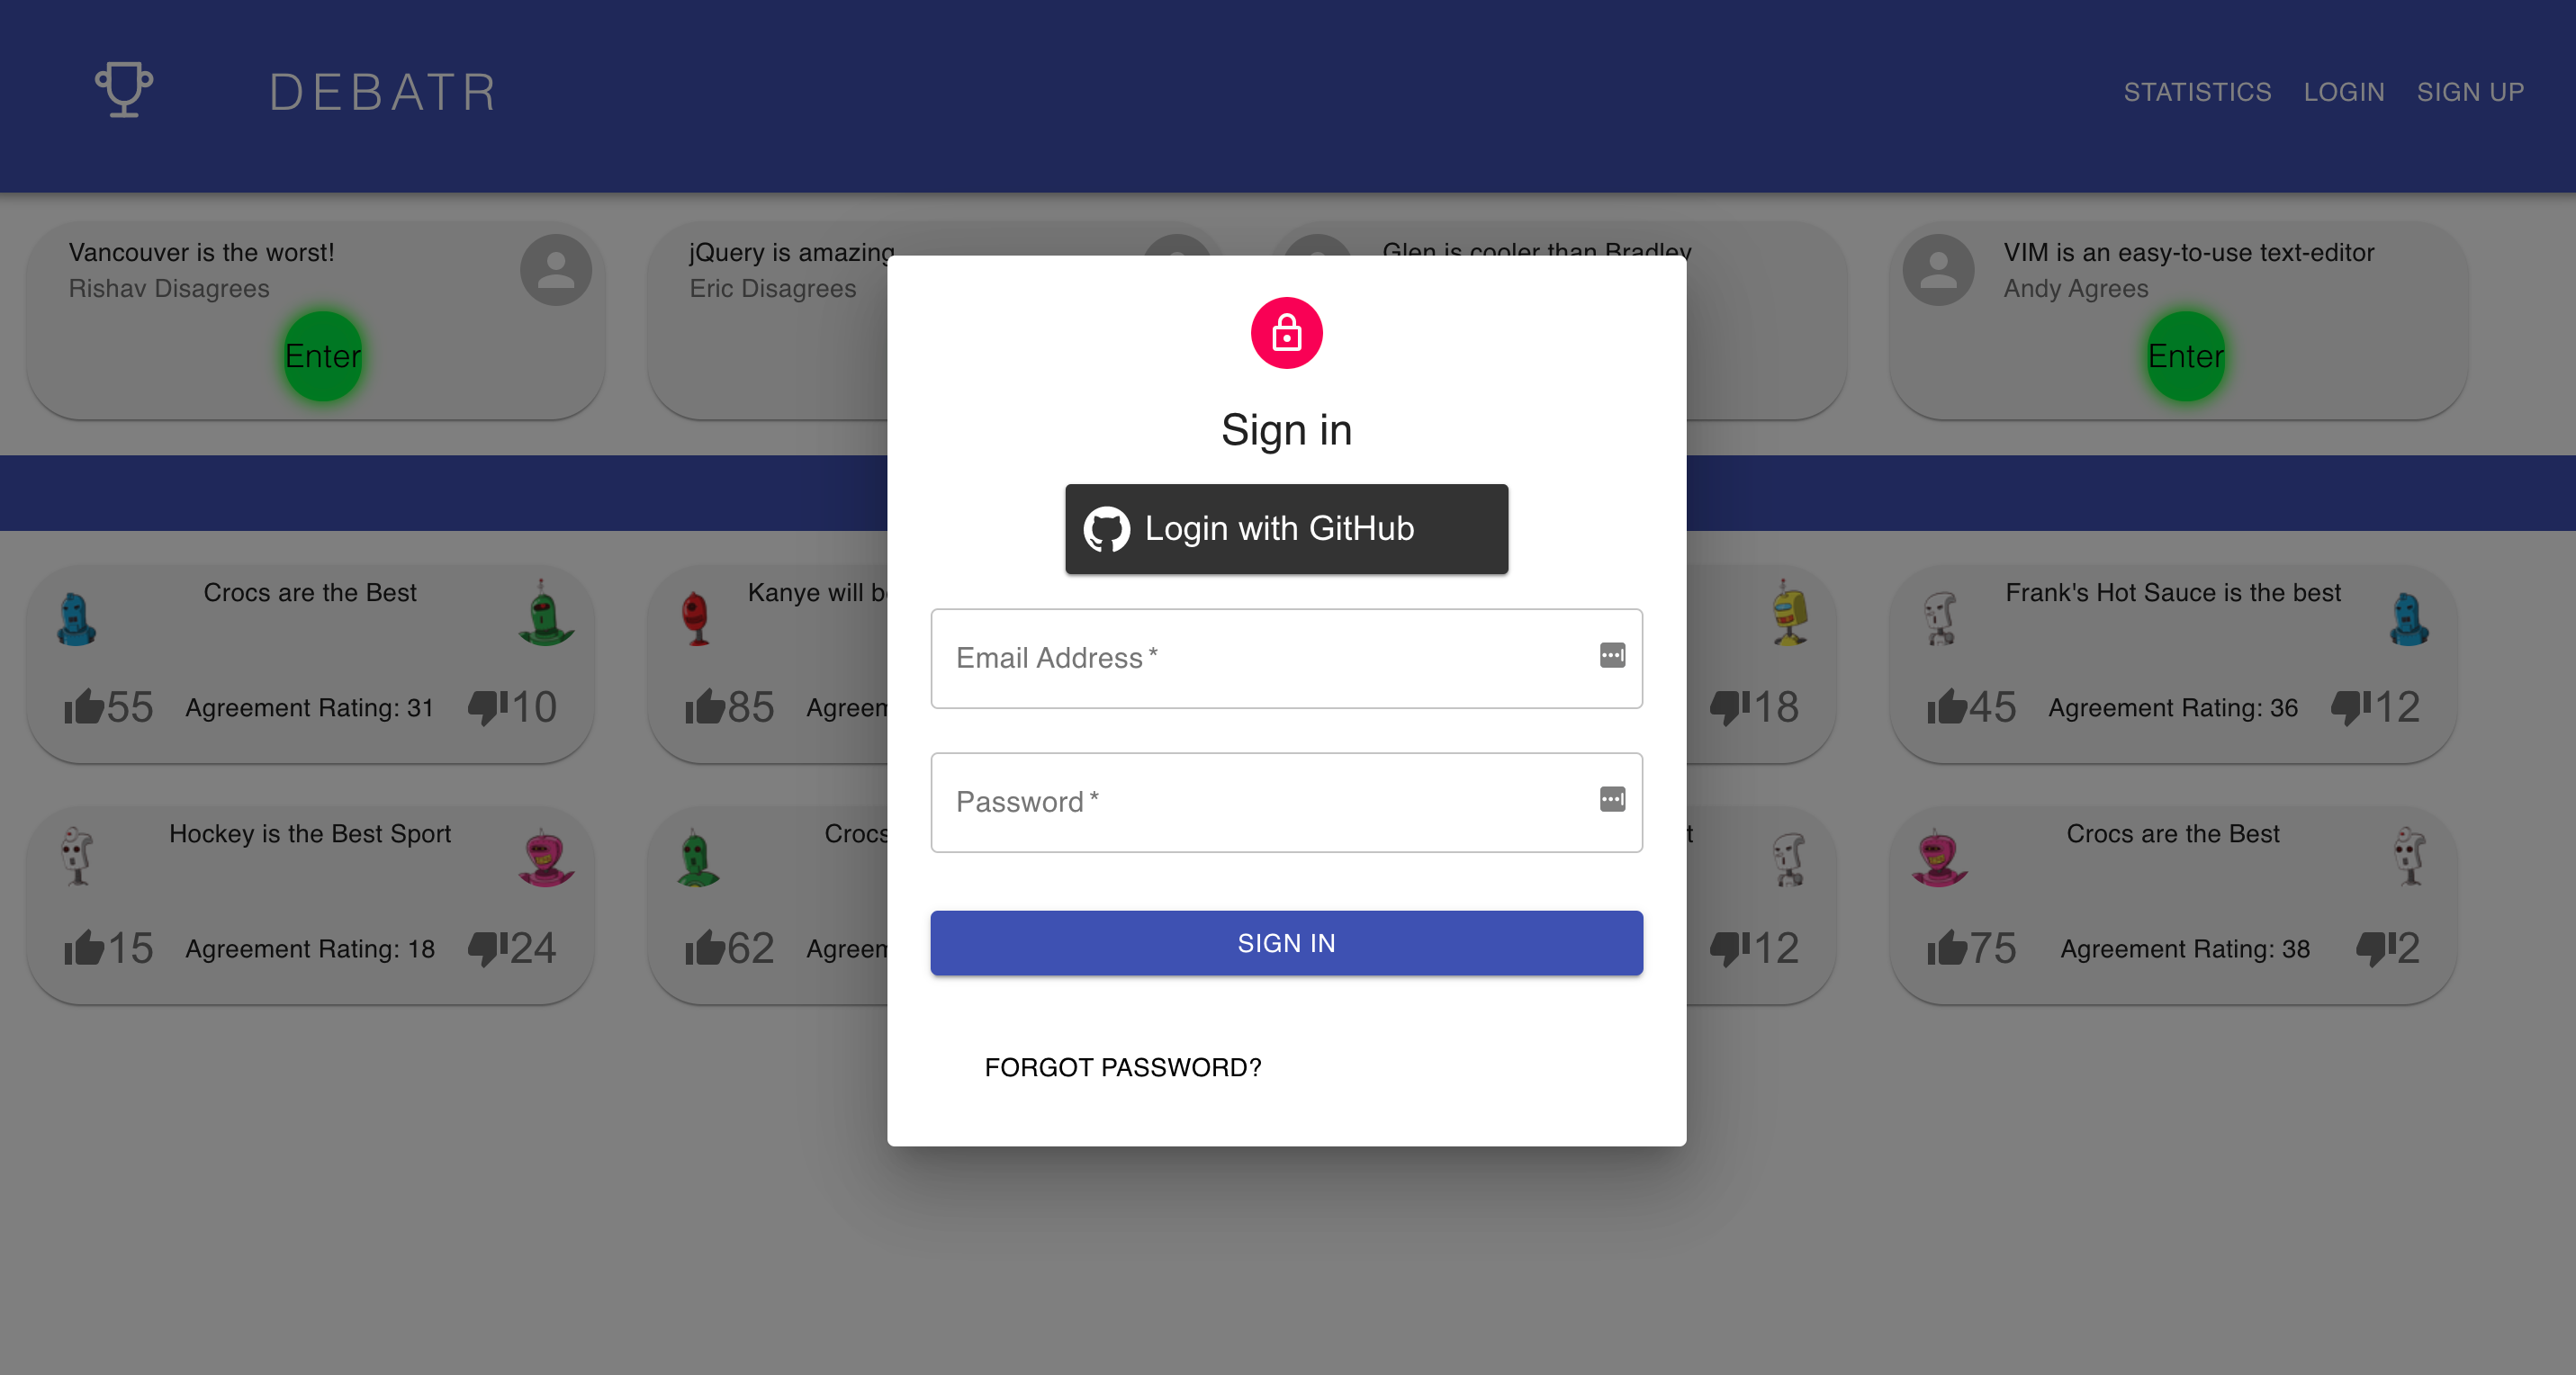 DEBATR
STATISTICS LOGIN SIGN UP
Vancouver is the worst!
Rishav Disagrees
Enter
jQuery is amazing
Eric Disagrees
Glen is cooler than Bradley
VIM is an easy-to-use text-editor
Andy Agrees
Enter
Sign in
Login with GitHub
Email Address *
Password *
SIGN IN
FORGOT PASSWORD?
Crocs are the Best
55 Agreement Rating: 31 10
Kanye will
85
18
Frank's Hot Sauce is the best
45 Agreement Rating: 36 12
Hockey is the Best Sport
15 Agreement Rating: 18 24
Crocs
62
12
Crocs are the Best
75 Agreement Rating: 38 2